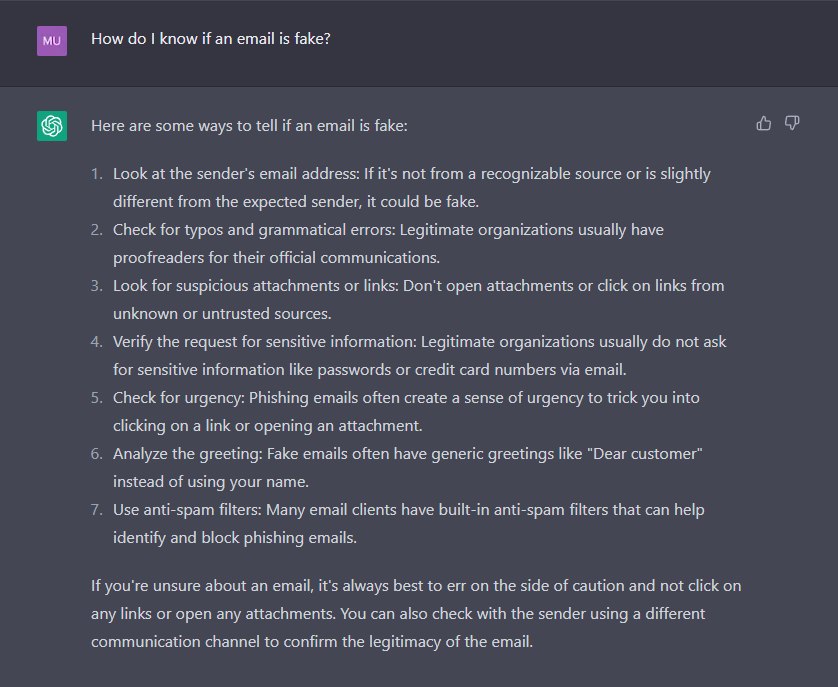 MU
How do I know if an email is fake?
Here are some ways to tell if an email is fake:
1. Look at the sender's email address: If it's not from a recognizable source or is slightly
different from the expected sender, it could be fake.
2. Check for typos and grammatical errors: Legitimate organizations usually have
proofreaders for their official communications.
3. Look for suspicious attachments or links: Don't open attachments or click on links from
unknown or untrusted sources.
4. Verify the request for sensitive information: Legitimate organizations usually do not ask
for sensitive information like passwords or credit card numbers via email.
5. Check for urgency: Phishing emails often create a sense of urgency to trick you into
clicking on a link or opening an attachment.
6. Analyze the greeting: Fake emails often have generic greetings like "Dear customer"
instead of using your name.
7. Use anti-spam filters: Many email clients have built-in anti-spam filters that can help
identify and block phishing emails.
If you're unsure about an email, it's always best to err on the side of caution and not click on
any links or open any attachments. You can also check with the sender using a different
communication channel to confirm the legitimacy of the email.